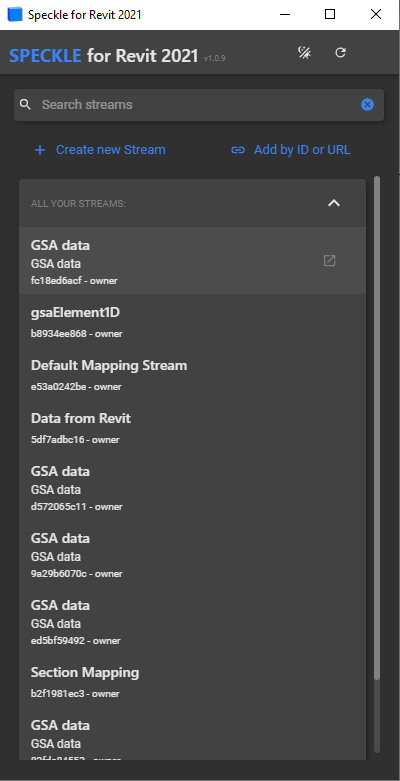 Speckle for Revit 2021
SPECKLE for Revit 2021 v1.0.9
Search streams
Create new Stream
Add by ID or URL
ALL YOUR STREAMS:
GSA data
GSA data
fc18ed6acf - owner
gsaElement1D
b8934ee868 - owner
Default Mapping Stream
e53a0242be - owner
Data from Revit
5df7adbc16 - owner
GSA data
GSA data
d572065c11 - owner
GSA data
GSA data
9a29b6070c - owner
GSA data
GSA data
ed5bf59492 - owner
Section Mapping
b2f1981ec3 - owner
GSA data
GSA data
- owner